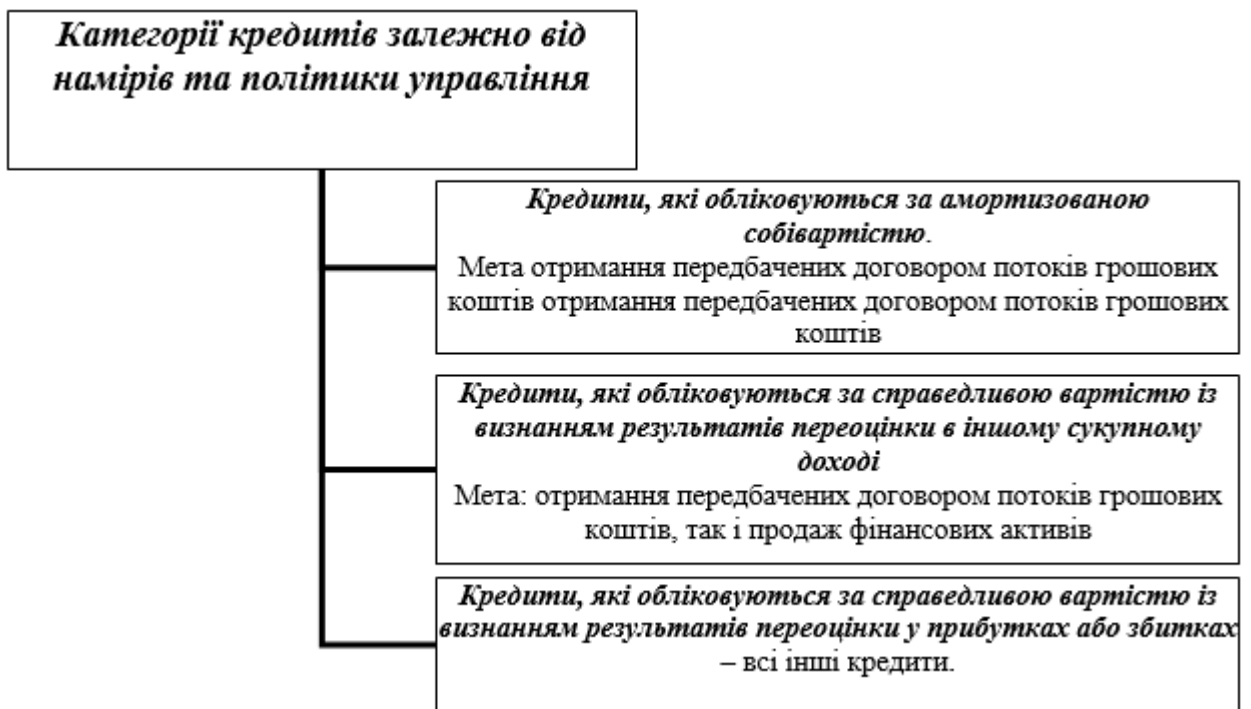 Категорії кредитів залежно від
намірів та політики управління
Кредити, які обліковуються за амортизованою
собівартістю.
Мета отримання передбачених договором потоків грошових
коштів отримання передбачених договором потоків грошових
коштів
Кредити, які обліковуються за справедливою вартістю із
визнанням результатів переоцінки в іншому сукупному
доході
Мета: отримання передбачених договором потоків грошових
коштів, так і продаж фінансових активів
Кредити, які обліковуються за справедливою вартістю із
визнанням результатів переоцінки у прибутках або збитках
– всі інші кредити.